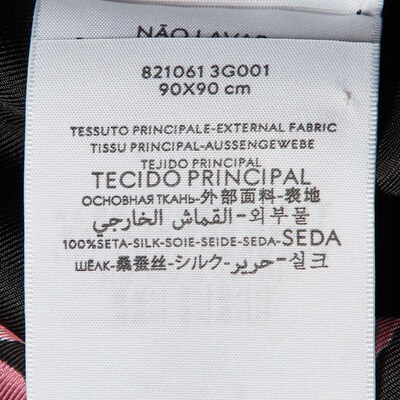 NÃO LAVAR
821061 3G001
90X90 cm
TESSUTO PRINCIPALE-EXTERNAL FABRIC
TISSU PRINCIPAL-AUSSENGEWEBE
TEJIDO PRINCIPAL
TECIDO PRINCIPAL
ОСНОВНАЯ ТКАНЬ-外部面料-表地
القماش الخارجي-외부물
100%SETA-SILK-SOIE-SEIDE-SEDA-SEDA
ШЁЛК-桑蚕丝-シルク-حرير-실크